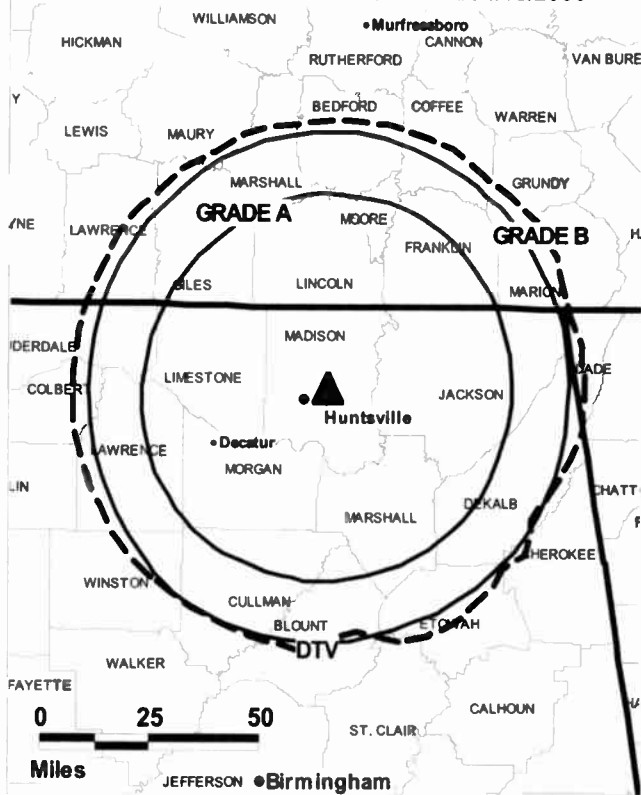 WILLIAMSON
Murfressboro
HICKMAN
CANNON
RUTHERFORD
VAN BURE
Y
BEDFORD
COFFEE
WARREN
LEWIS
MAURY
MARSHALL
GRUNDY
GRADE A
MOORE
LAWRENCE
GRADE B
FRANKLIN
GILES
LINCOLN
MARION
MADISON
DERDALE
LIMESTONE
COLBERT
JACKSON
DADE
Huntsville
Decatur
LAWRENCE
MORGAN
LIN
DEKALB
CHATT
MARSHALL
CHEROKEE
WINSTON
CULLMAN
BLOUNT
ETOWAH
DTV
WALKER
FAYETTE
CALHOUN
0 25 50
ST. CLAIR
Miles
JEFFERSON
Birmingham